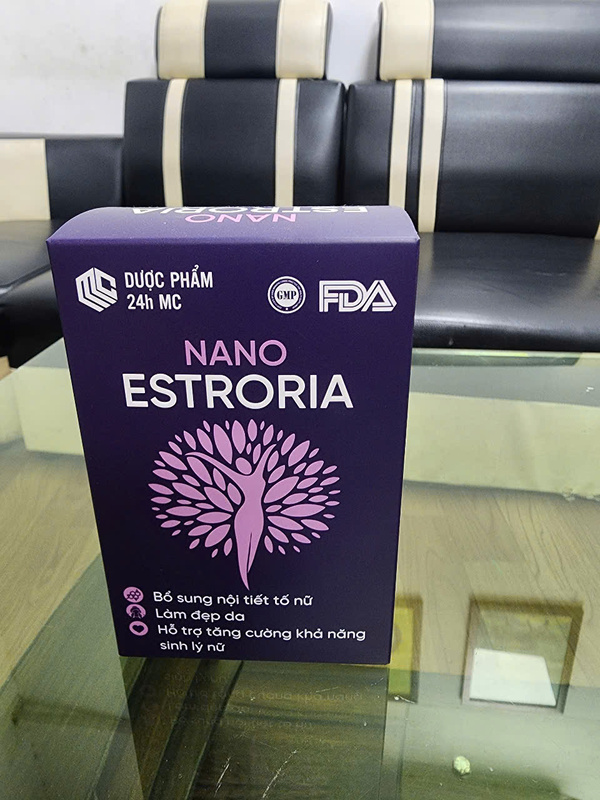 NANO
ESTRORIA
DƯỢC PHẨM
24h MC
GMP
FDA
NANO
ESTRORIA
Bổ sung nội tiết tố nữ
Làm đẹp da
Hỗ trợ tăng cường khả năng
sinh lý nữ